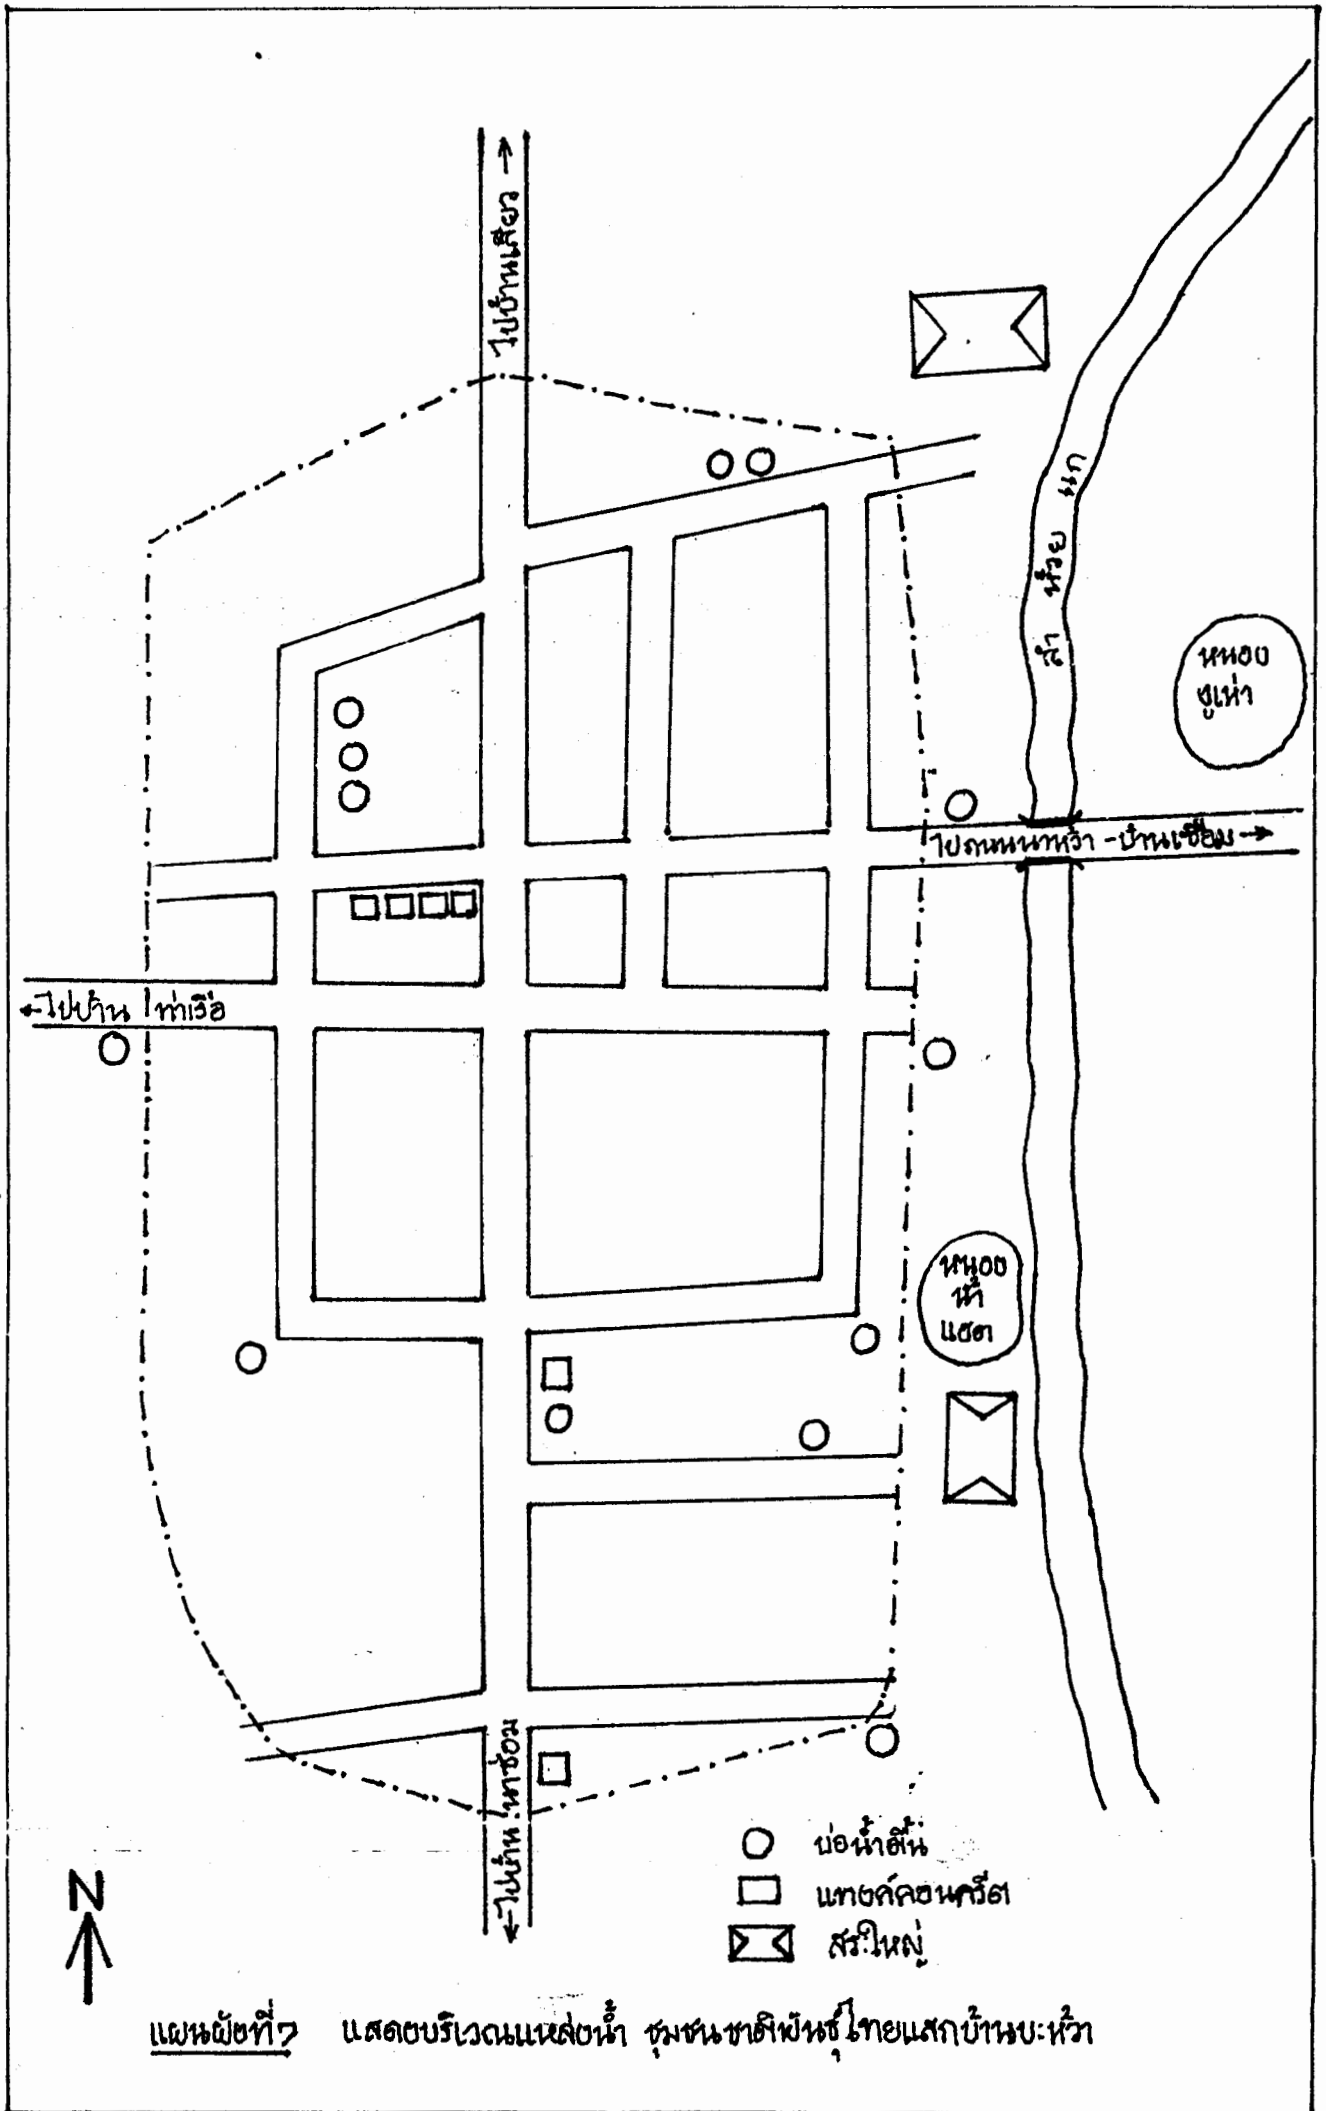 ไปบ้านเสียว →
ลำ ห้วย แก
หนอง
งูเห่า
ไปถนนนาหว้า - บ้านเซือม →
← ไปบ้าน ท่าเรือ
หนอง
น้ำ
แฮด
← ไปบ้าน นาซ้อม
บ่อน้ำตื้น
แทงค์คอนกรีต
สระใหญ่
N
แผนผังที่ 7 แสดงบริเวณแหล่งน้ำ ชุมชนชาติพันธุ์ไทยแสกบ้านบะหว้า